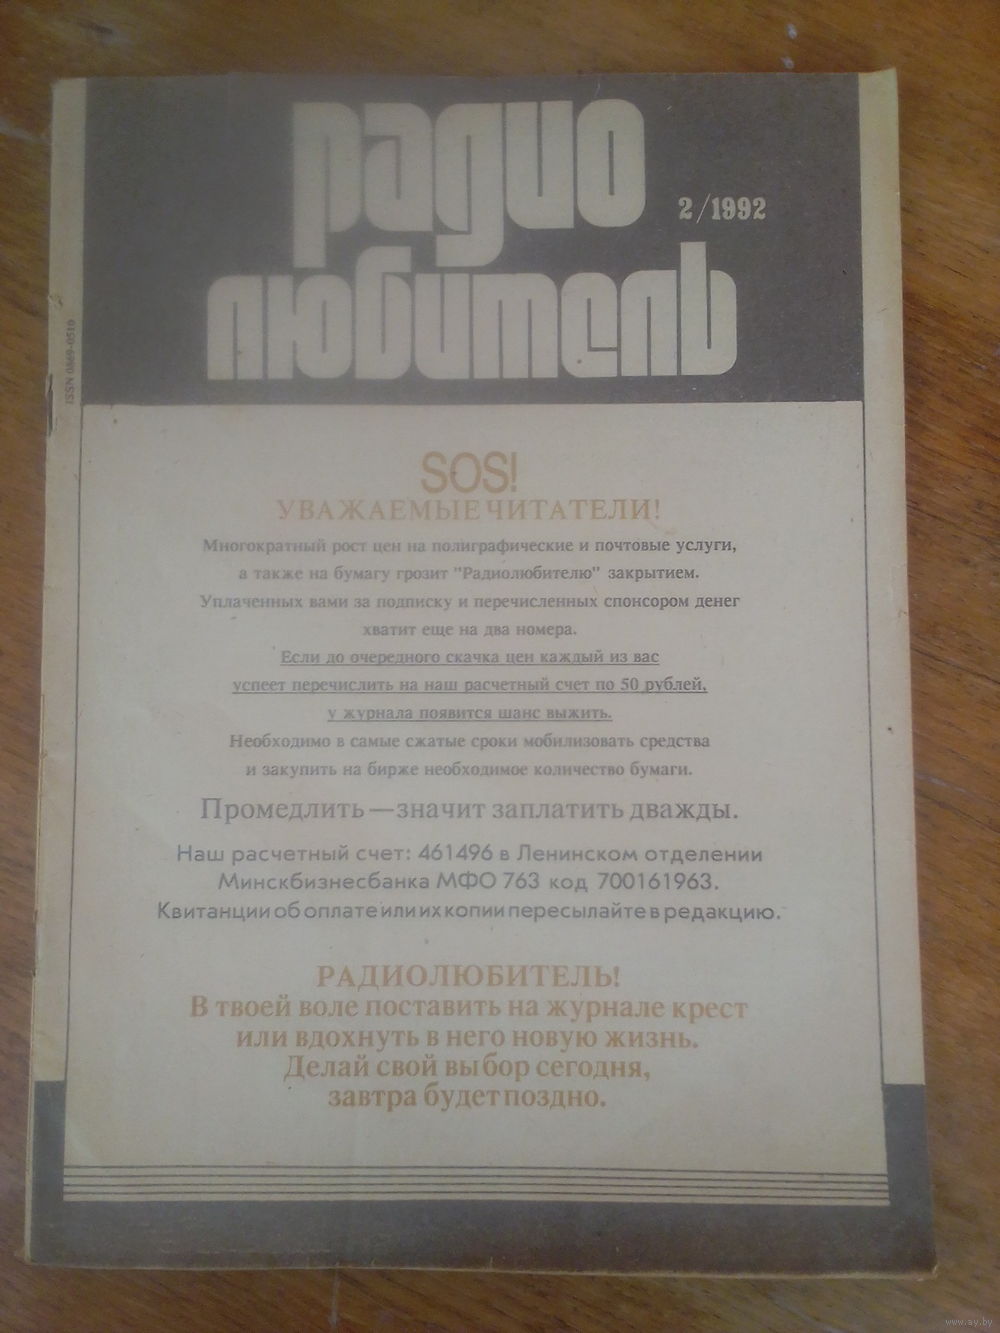 Радио
2/1992
любитель
ISSN 0869-0510
SOS!
УВАЖАЕМЫЕ ЧИТАТЕЛИ!
Многократный рост цен на полиграфические и почтовые услуги,
а также на бумагу грозит "Радиолюбителю" закрытием.
Уплаченных вами за подписку и перечисленных спонсором денег
хватит еще на два номера.
Если до очередного скачка цен каждый из вас
успеет перечислить на наш расчетный счет по 50 рублей,
у журнала появится шанс выжить.
Необходимо в самые сжатые сроки мобилизовать средства
и закупить на бирже необходимое количество бумаги.
Промедлить — значит заплатить дважды.
Наш расчетный счет: 461496 в Ленинском отделении
Минскбизнесбанка МФО 763 код 700161963.
Квитанции об оплате или их копии пересылайте в редакцию.
РАДИОЛЮБИТЕЛЬ!
В твоей воле поставить на журнале крест
или вдохнуть в него новую жизнь.
Делай свой выбор сегодня,
завтра будет поздно.
www.ay.by